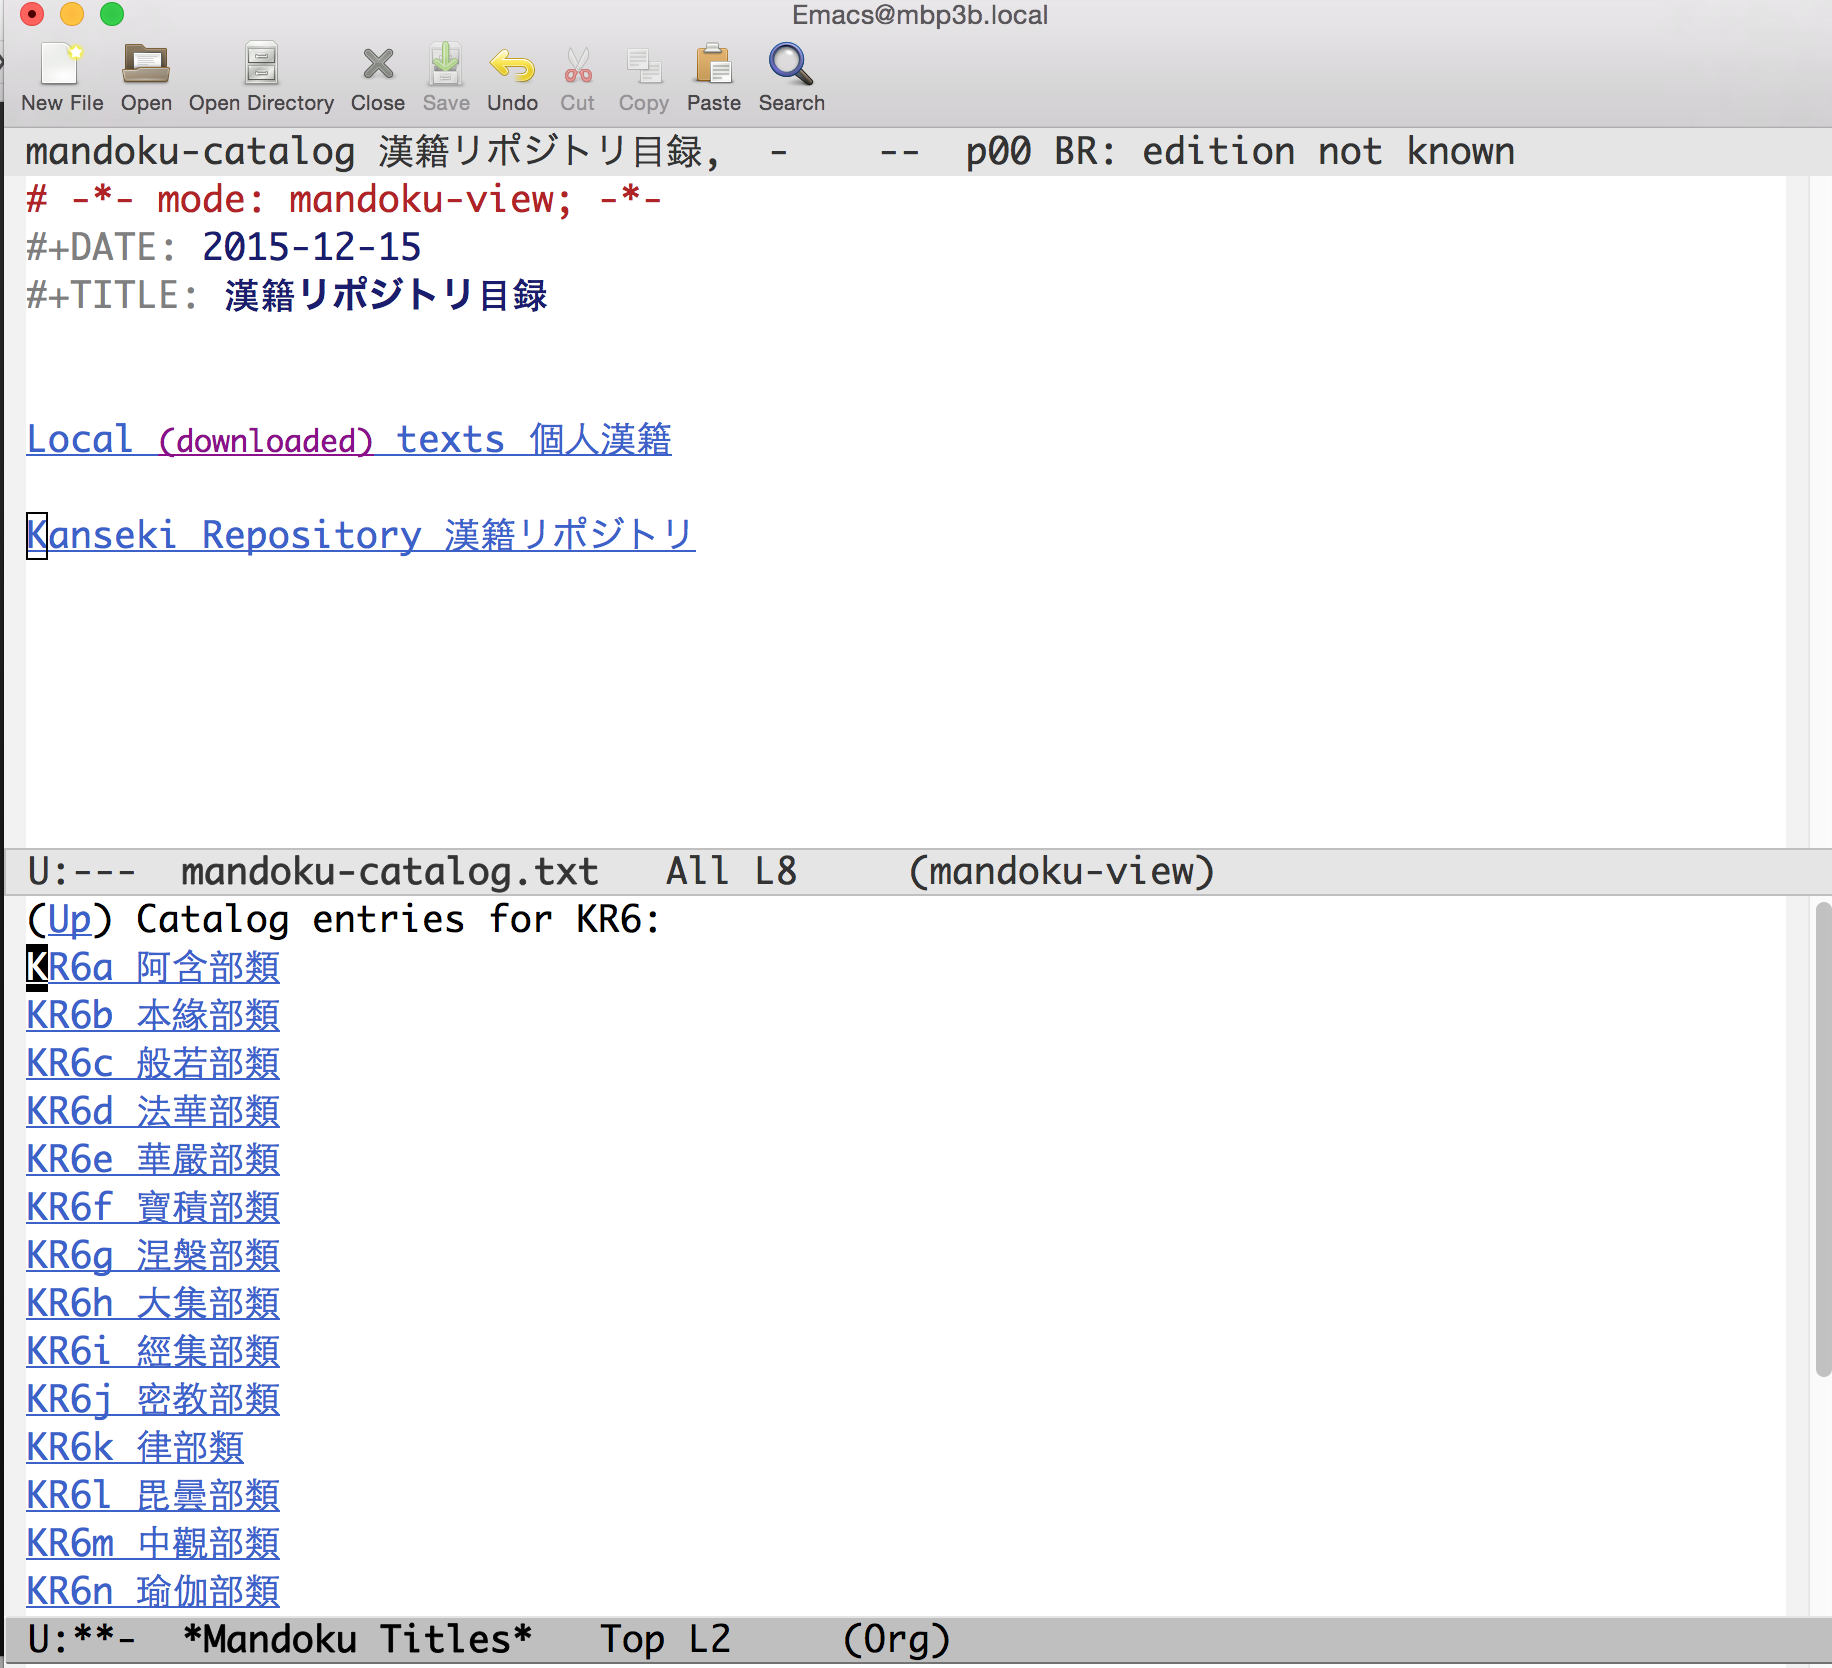 Emacs@mbp3b.local
New File Open Open Directory Close Save Undo Cut Copy Paste Search
mandoku-catalog 漢籍リポジトリ目録, - -- p00 BR: edition not known
# -*- mode: mandoku-view; -*-
#+DATE: 2015-12-15
#+TITLE: 漢籍リポジトリ目録
Local (downloaded) texts 個人漢籍
Kanseki Repository 漢籍リポジトリ
U:--- mandoku-catalog.txt All L8 (mandoku-view)
(Up) Catalog entries for KR6:
KR6a 阿含部類
KR6b 本緣部類
KR6c 般若部類
KR6d 法華部類
KR6e 華嚴部類
KR6f 寶積部類
KR6g 涅槃部類
KR6h 大集部類
KR6i 經集部類
KR6j 密教部類
KR6k 律部類
KR6l 毘曇部類
KR6m 中觀部類
KR6n 瑜伽部類
U:**- *Mandoku Titles* Top L2 (Org)